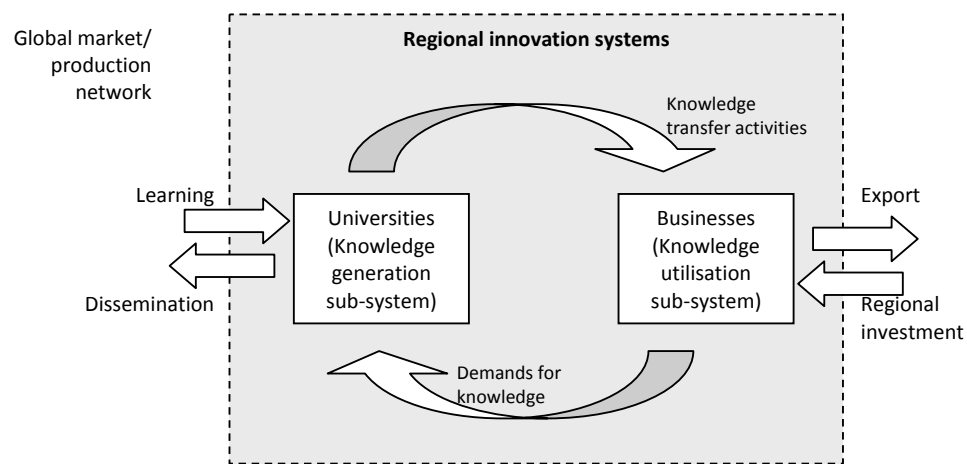 Global market/
production
network
Regional innovation systems
Knowledge
transfer activities
Learning
Dissemination
Universities
(Knowledge
generation
sub-system)
Businesses
(Knowledge
utilisation
sub-system)
Export
Regional
investment
Demands for
knowledge